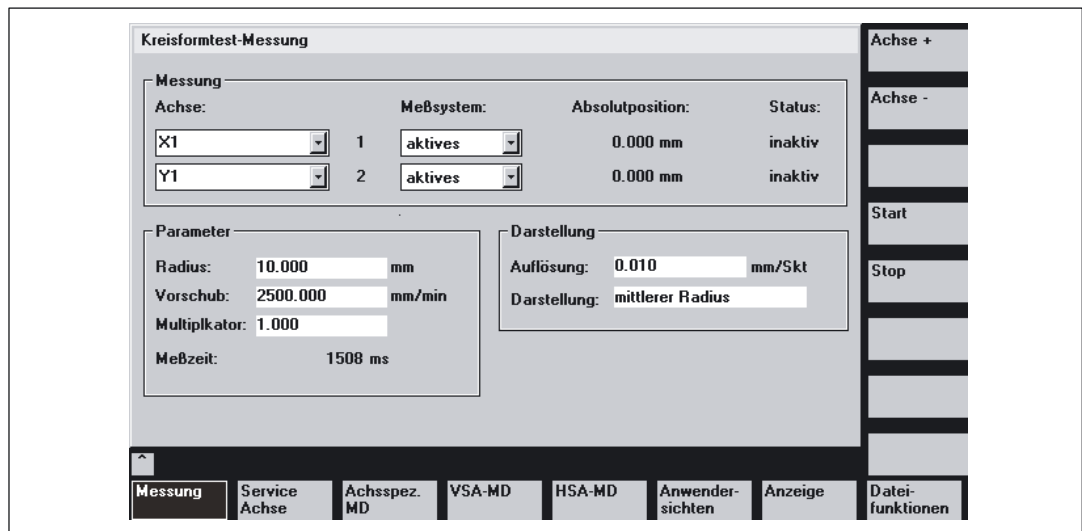 Kreisformtest-Messung
Messung
Achse: Meßsystem: Absolutposition: Status:
X1 1 aktives 0.000 mm inaktiv
Y1 2 aktives 0.000 mm inaktiv
Parameter
Radius: 10.000 mm
Vorschub: 2500.000 mm/min
Multiplkator: 1.000
Meßzeit: 1508 ms
Darstellung
Auflösung: 0.010 mm/Skt
Darstellung: mittlerer Radius
Achse +
Achse -
Start
Stop
^
Messung
Service
Achse
Achsspez.
MD
VSA-MD
HSA-MD
Anwender-
sichten
Anzeige
Datei-
funktionen